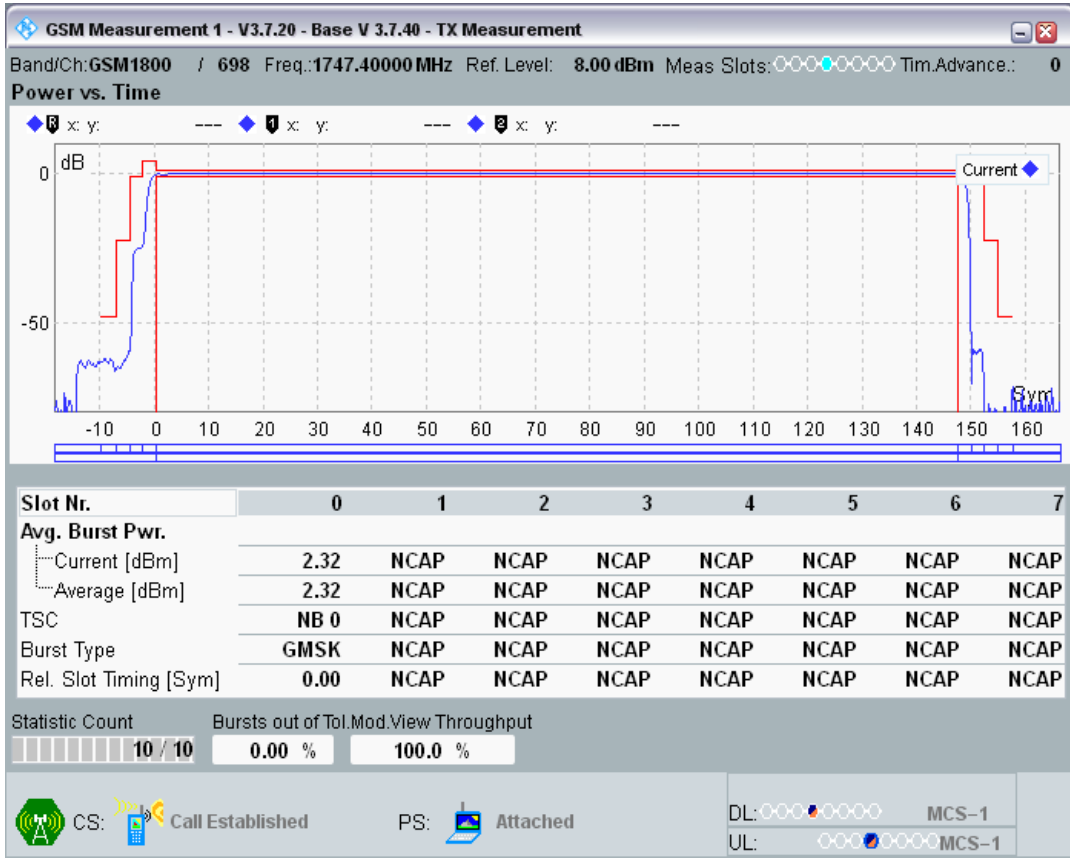 GSM Measurement 1 - V3.7.20 - Base V 3.7.40 - TX Measurement
Band/Ch:GSM1800 / 698 Freq.:1747.40000 MHz Ref. Level: 8.00 dBm Meas Slots: Tim.Advance.: 0
Power vs. Time
R x: y: --- 1 x: y: --- 2 x: y: ---
dB
0
Current
-50
Sym
-10 0 10 20 30 40 50 60 70 80 90 100 110 120 130 140 150 160
Slot Nr. 0 1 2 3 4 5 6 7
Avg. Burst Pwr.
Current [dBm] 2.32 NCAP NCAP NCAP NCAP NCAP NCAP NCAP
Average [dBm] 2.32 NCAP NCAP NCAP NCAP NCAP NCAP NCAP
TSC NB 0 NCAP NCAP NCAP NCAP NCAP NCAP NCAP
Burst Type GMSK NCAP NCAP NCAP NCAP NCAP NCAP NCAP
Rel. Slot Timing [Sym] 0.00 NCAP NCAP NCAP NCAP NCAP NCAP NCAP
Statistic Count Bursts out of Tol.Mod.View Throughput
10 / 10 0.00 % 100.0 %
CS: Call Established PS: Attached
DL: MCS-1
UL: MCS-1